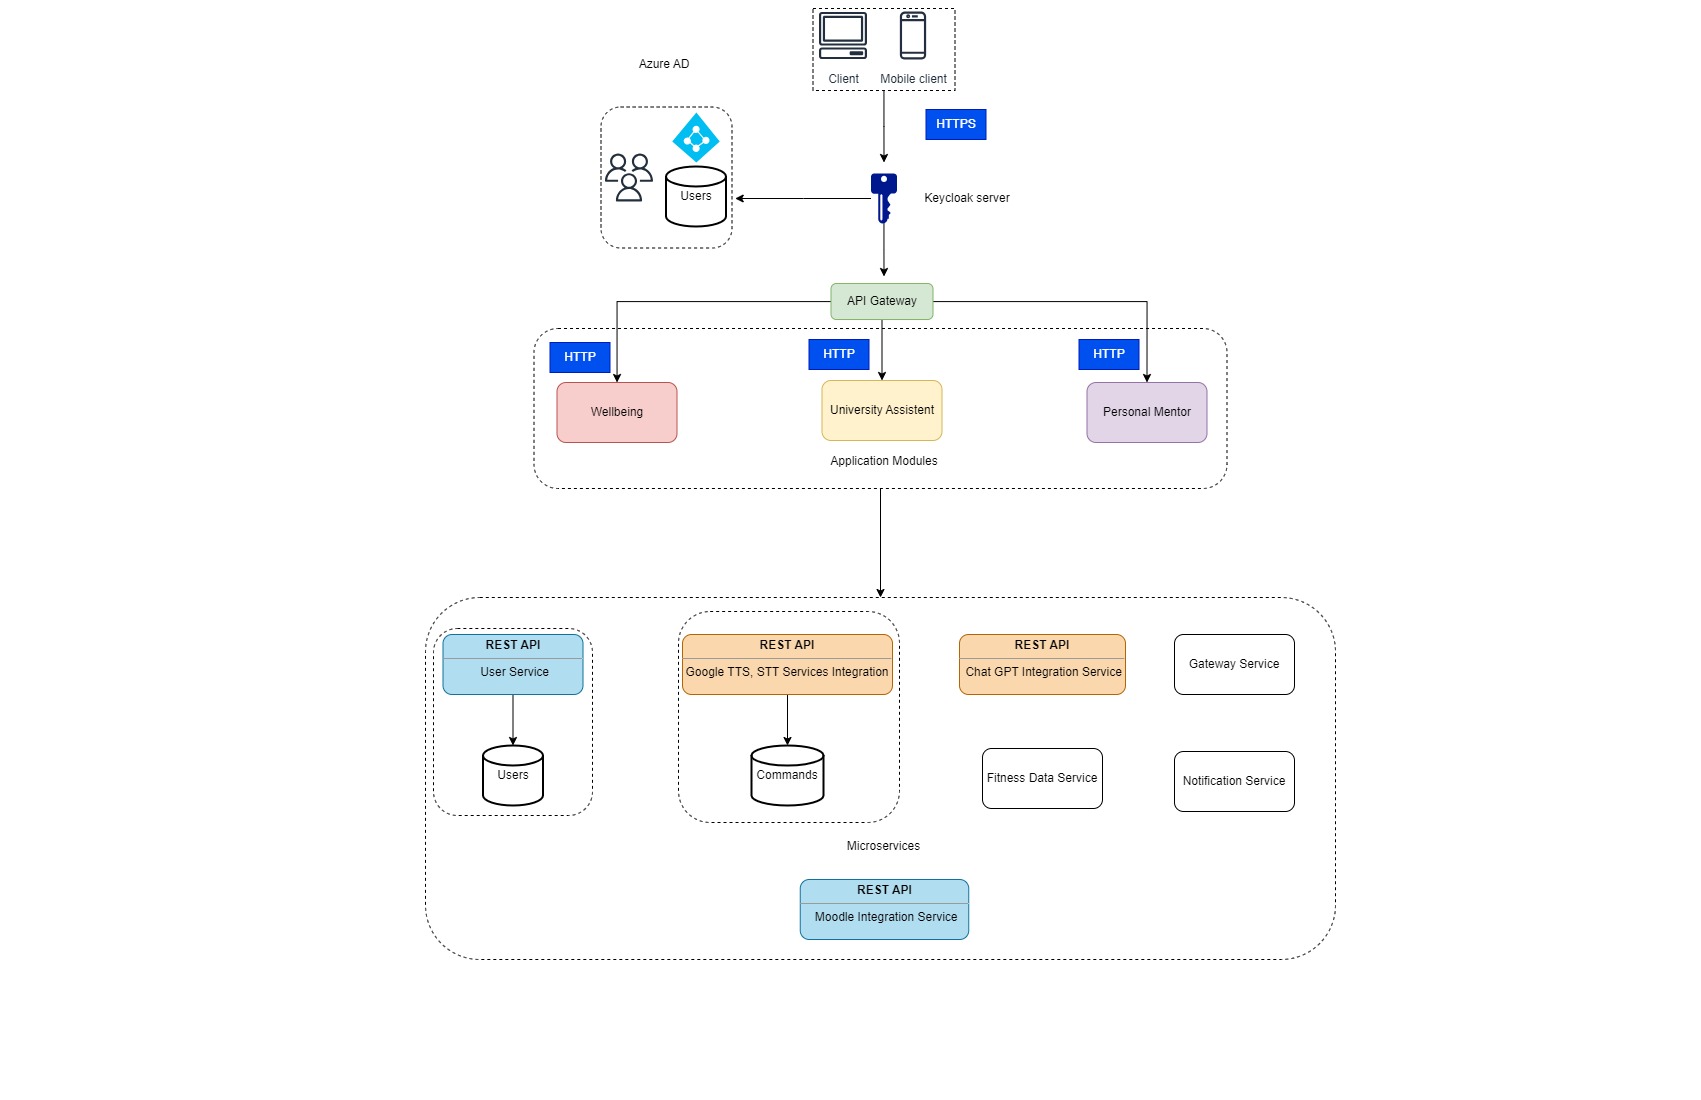 Client
Mobile client
Azure AD
HTTPS
Users
Keycloak server
API Gateway
HTTP
HTTP
HTTP
Wellbeing
University Assistent
Personal Mentor
Application Modules
REST API
User Service
REST API
Google TTS, STT Services Integration
REST API
Chat GPT Integration Service
Gateway Service
Users
Commands
Fitness Data Service
Notification Service
Microservices
REST API
Moodle Integration Service